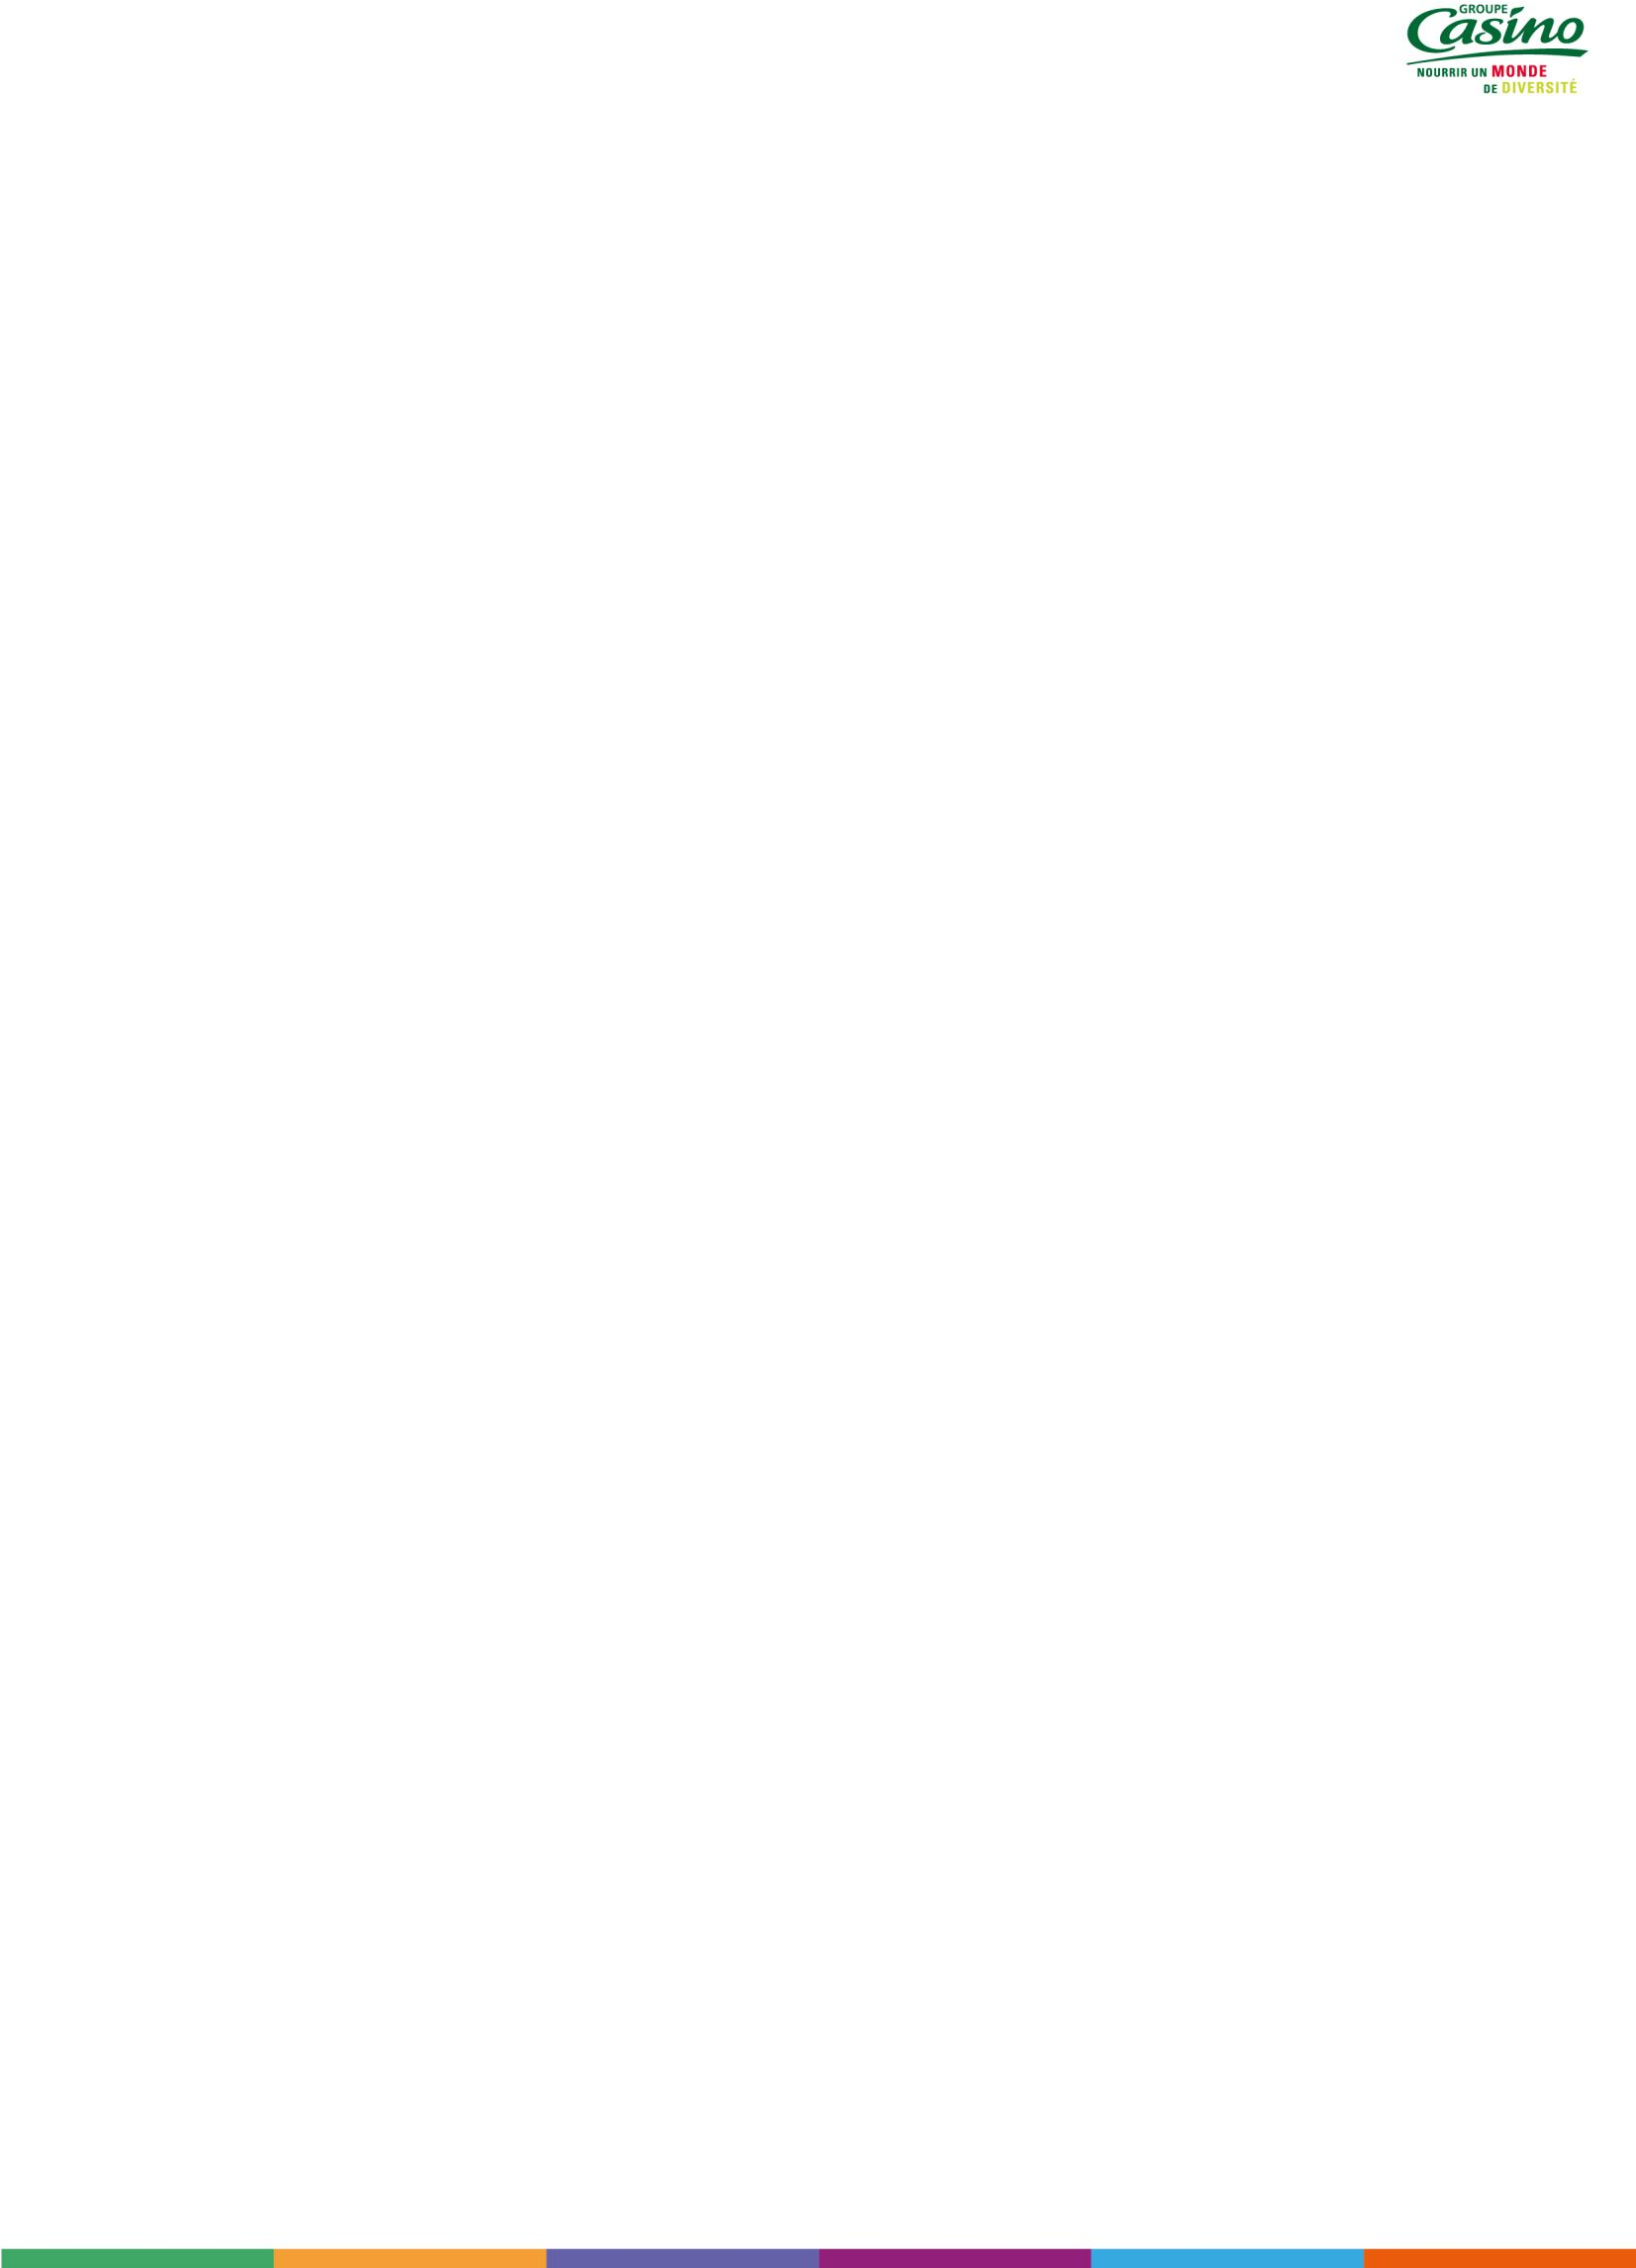 GROUPE
Casino
NOURRIR UN MONDE
DE DIVERSITÉ